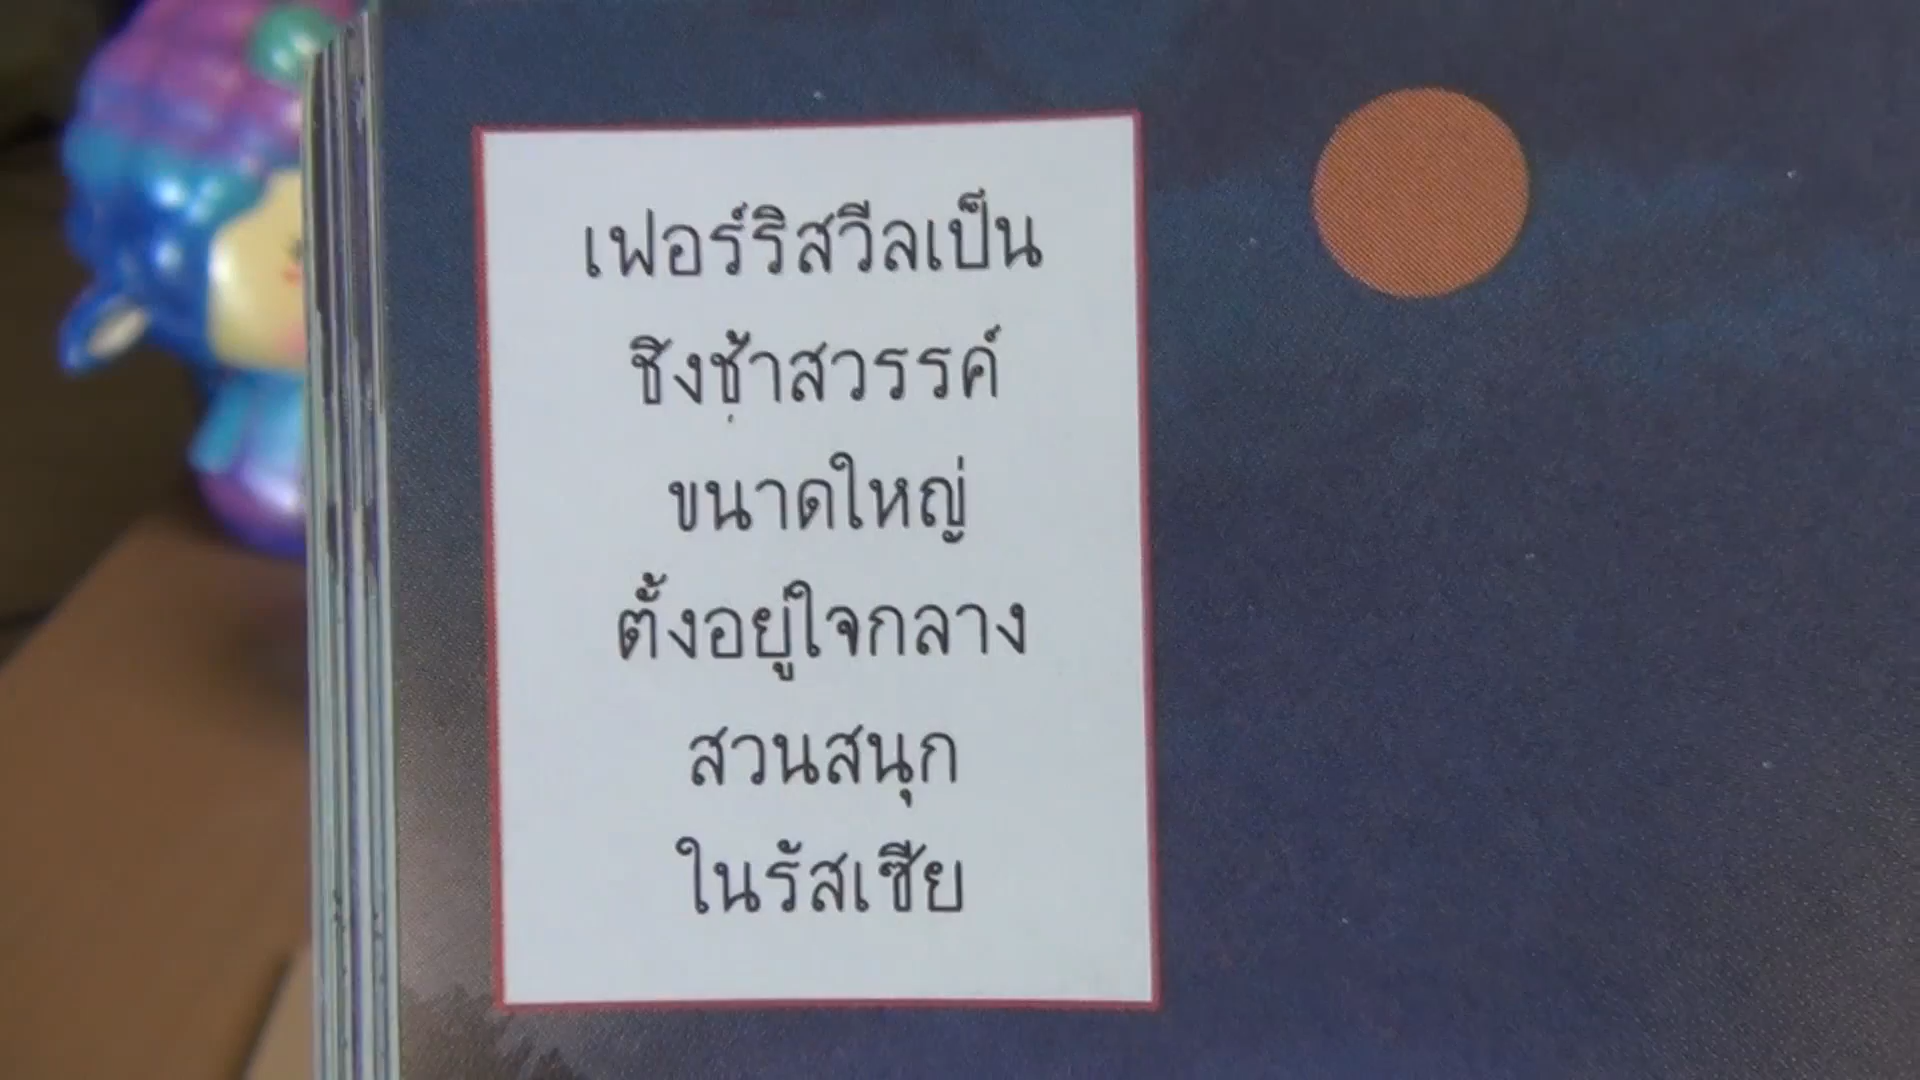 เฟอร์ริสวีลเป็น
ชิงช้าสวรรค์
ขนาดใหญ่
ตั้งอยู่ใจกลาง
สวนสนุก
ในรัสเซีย